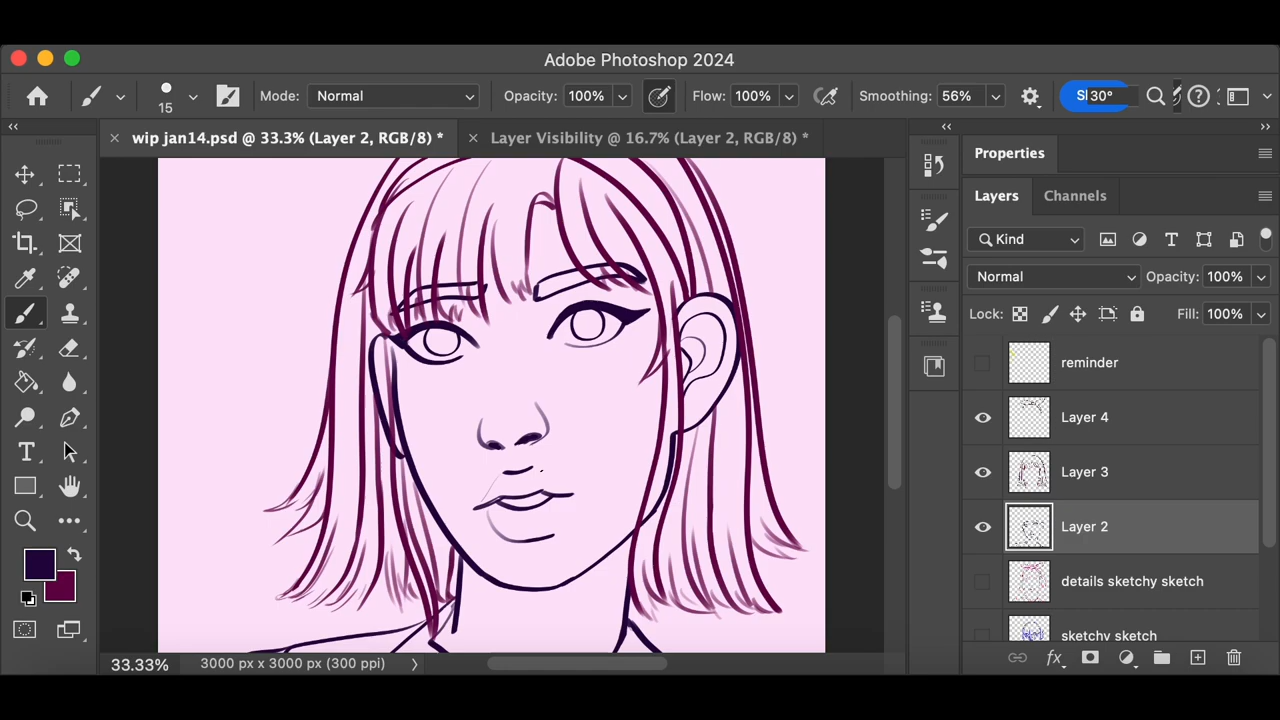 Adobe Photoshop 2024
15
Mode: Normal
Opacity: 100%
Flow: 100%
Smoothing: 56%
30°
wip jan14.psd @ 33.3% (Layer 2, RGB/8) *
Layer Visibility @ 16.7% (Layer 2, RGB/8) *
Properties
Layers
Channels
Kind
Normal
Opacity: 100%
Lock:
Fill: 100%
reminder
Layer 4
Layer 3
Layer 2
details sketchy sketch
sketchy sketch
33.33%
3000 px x 3000 px (300 ppi)